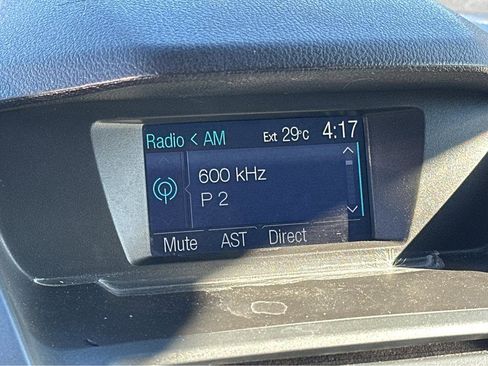 Radio < AM Ext 29°C 4:17
600 kHz
P 2
Mute AST Direct